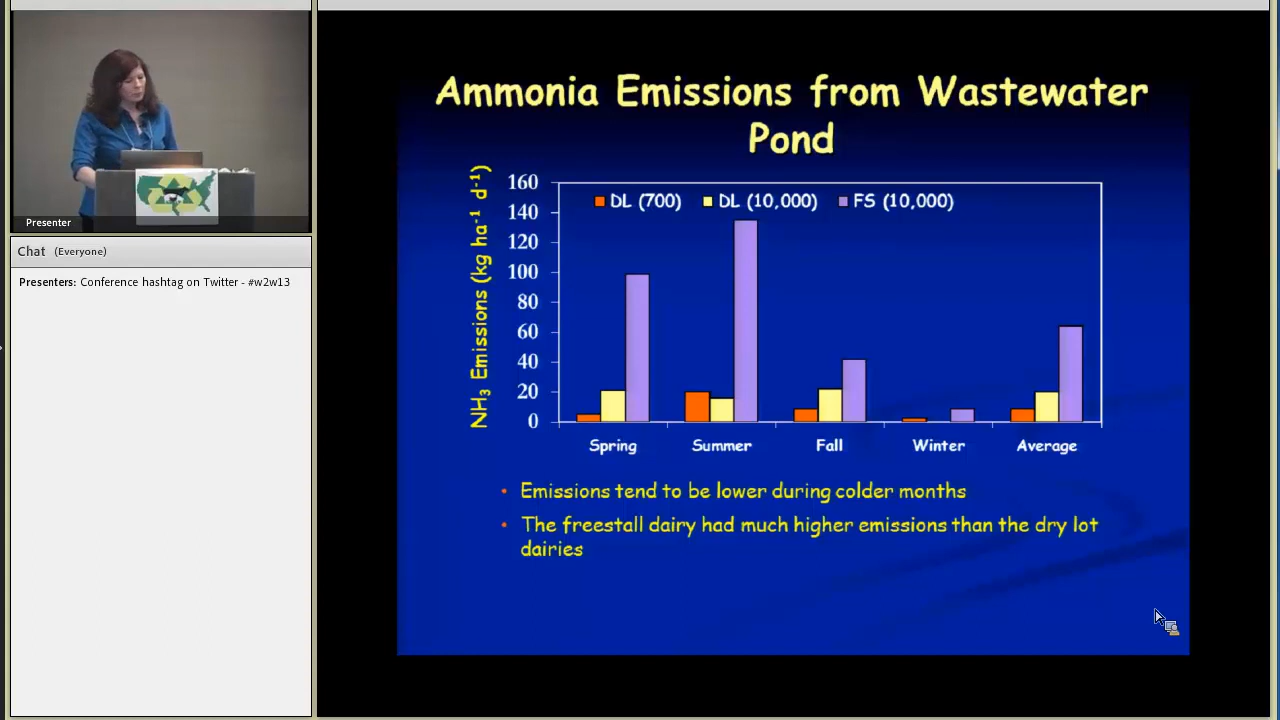 Presenter
Chat (Everyone)
Presenters: Conference hashtag on Twitter - #w2w13
Ammonia Emissions from Wastewater
Pond
NH₃ Emissions (kg ha⁻¹ d⁻¹)
160
140
120
100
80
60
40
20
0
DL (700) DL (10,000) FS (10,000)
Spring Summer Fall Winter Average
• Emissions tend to be lower during colder months
• The freestall dairy had much higher emissions than the dry lot
dairies